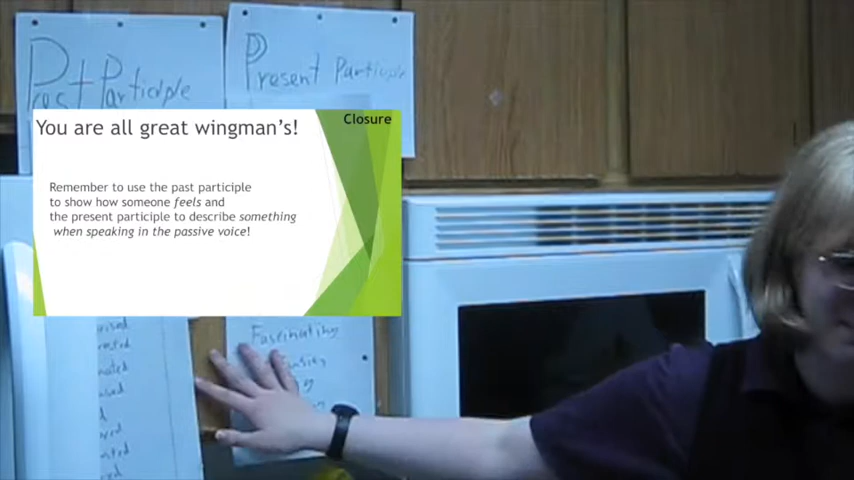 Past Participle
Present Participle
Closure
You are all great wingman's!
Remember to use the past participle
to show how someone feels and
the present participle to describe something
when speaking in the passive voice!
Fascinating